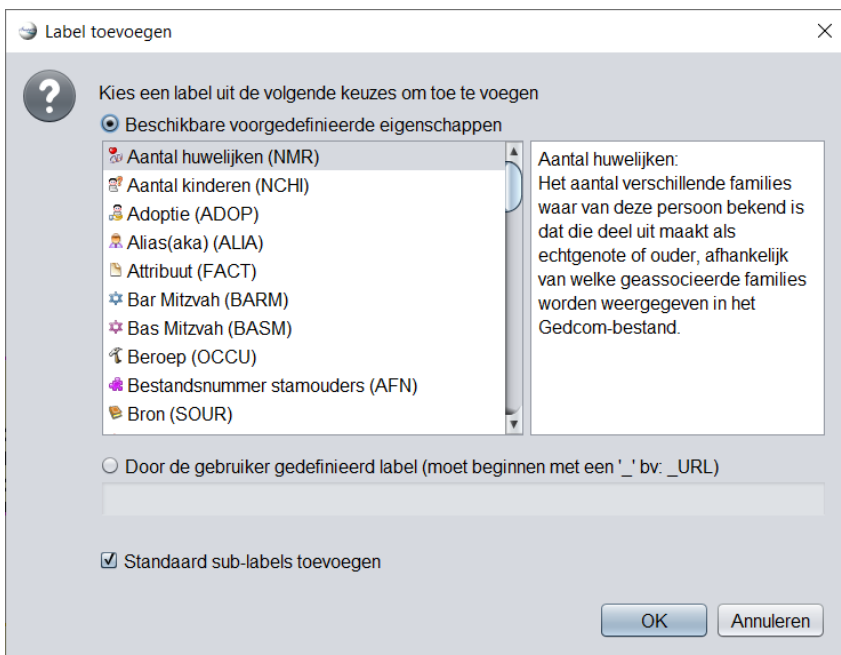 Label toevoegen
Kies een label uit de volgende keuzes om toe te voegen
Beschikbare voorgedefinieerde eigenschappen
Aantal huwelijken (NMR)
Aantal kinderen (NCHI)
Adoptie (ADOP)
Alias(aka) (ALIA)
Attribuut (FACT)
Bar Mitzvah (BARM)
Bas Mitzvah (BASM)
Beroep (OCCU)
Bestandsnummer stamouders (AFN)
Bron (SOUR)
Aantal huwelijken:
Het aantal verschillende families
waar van deze persoon bekend is
dat die deel uit maakt als
echtgenote of ouder, afhankelijk
van welke geassocieerde families
worden weergegeven in het
Gedcom-bestand.
Door de gebruiker gedefinieerd label (moet beginnen met een '_' bv: _URL)
Standaard sub-labels toevoegen
OK
Annuleren